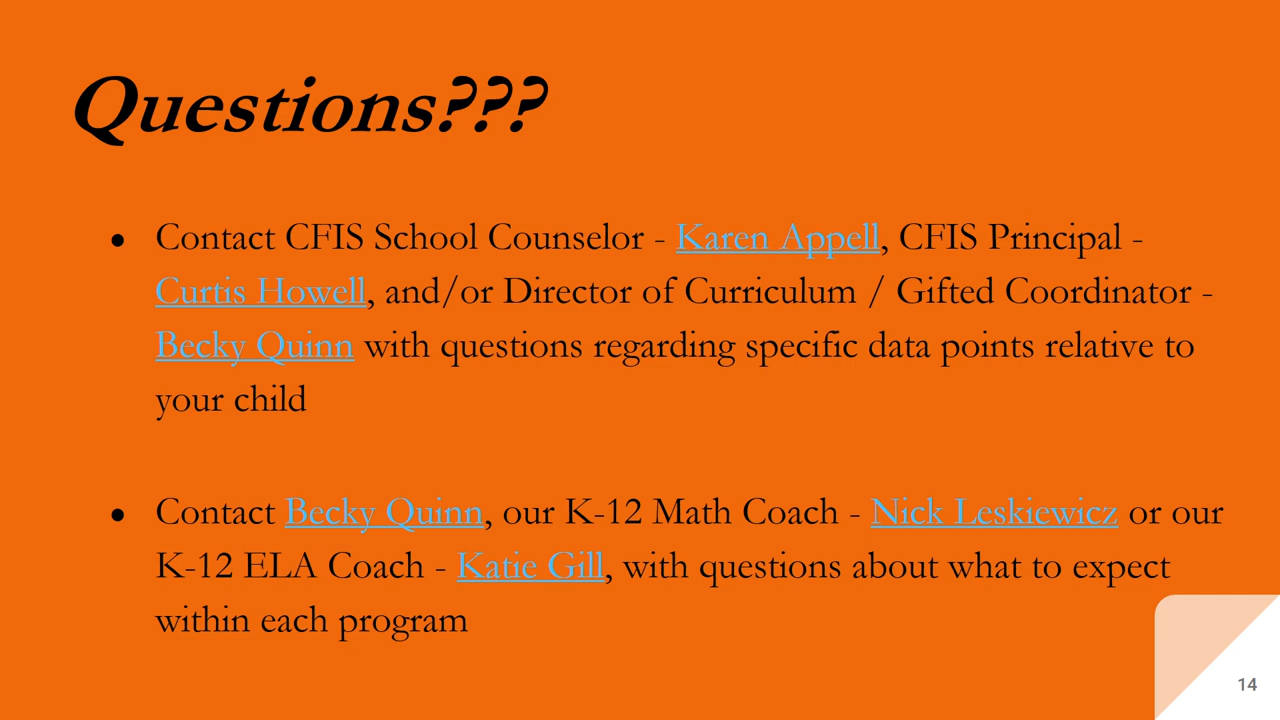 Questions???
● Contact CFIS School Counselor - Karen Appell, CFIS Principal -
Curtis Howell, and/or Director of Curriculum / Gifted Coordinator -
Becky Quinn with questions regarding specific data points relative to
your child
● Contact Becky Quinn, our K-12 Math Coach - Nick Leskiewicz or our
K-12 ELA Coach - Katie Gill, with questions about what to expect
within each program
14